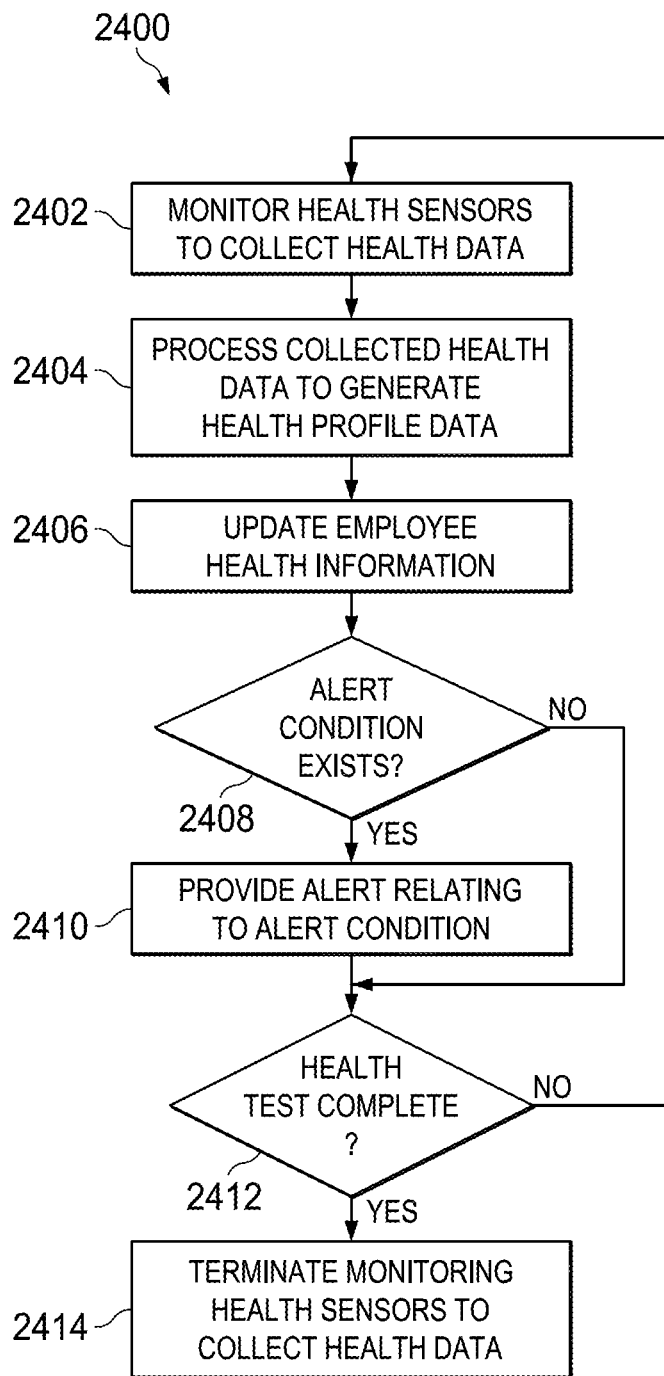 2400
2402
MONITOR HEALTH SENSORS
TO COLLECT HEALTH DATA
2404
PROCESS COLLECTED HEALTH
DATA TO GENERATE
HEALTH PROFILE DATA
2406
UPDATE EMPLOYEE
HEALTH INFORMATION
ALERT
CONDITION
EXISTS?
NO
2408
YES
2410
PROVIDE ALERT RELATING
TO ALERT CONDITION
HEALTH
TEST COMPLETE
?
NO
2412
YES
2414
TERMINATE MONITORING
HEALTH SENSORS TO
COLLECT HEALTH DATA